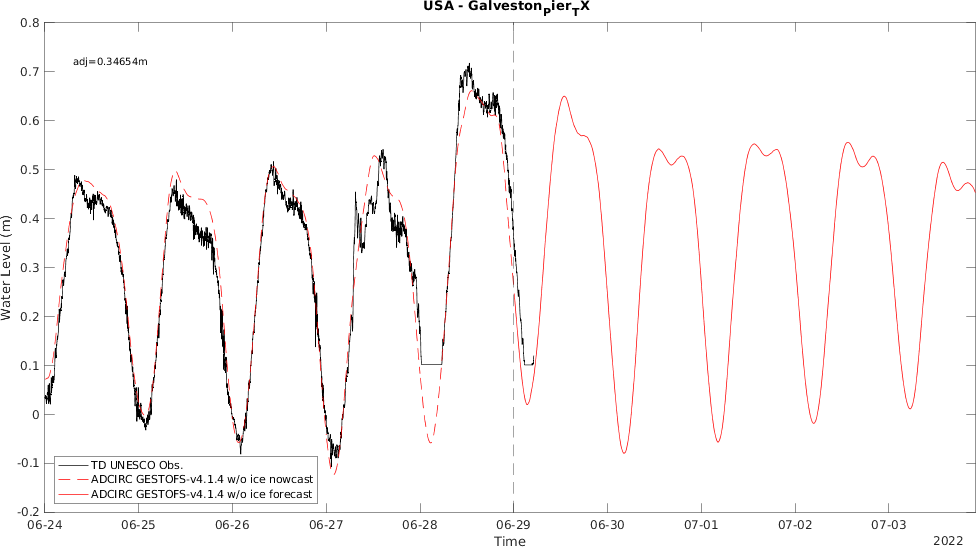 USA - Galveston_Pier_TX
adj=0.34654m
0.8
0.7
0.6
0.5
0.4
0.3
0.2
0.1
0
-0.1
-0.2
Water Level (m)
TD UNESCO Obs.
ADCIRC GESTOFS-v4.1.4 w/o ice nowcast
ADCIRC GESTOFS-v4.1.4 w/o ice forecast
06-24 06-25 06-26 06-27 06-28 06-29 06-30 07-01 07-02 07-03
Time
2022